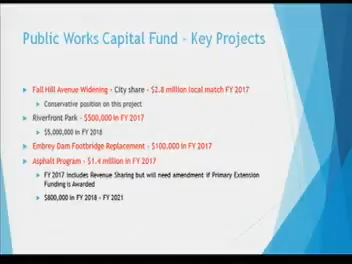 Public Works Capital Fund - Key Projects
Fall Hill Avenue Widening - City share - $2.8 million local match FY 2017
Conservative position on this project
Riverfront Park - $500,000 in FY 2017
$5,000,000 in FY 2018
Embrey Dam Footbridge Replacement - $100,000 in FY 2017
Asphalt Program - $1.4 million in FY 2017
FY 2017 includes Revenue Sharing but will need amendment if Primary Extension
Funding is Awarded
$800,000 in FY 2018 - FY 2021